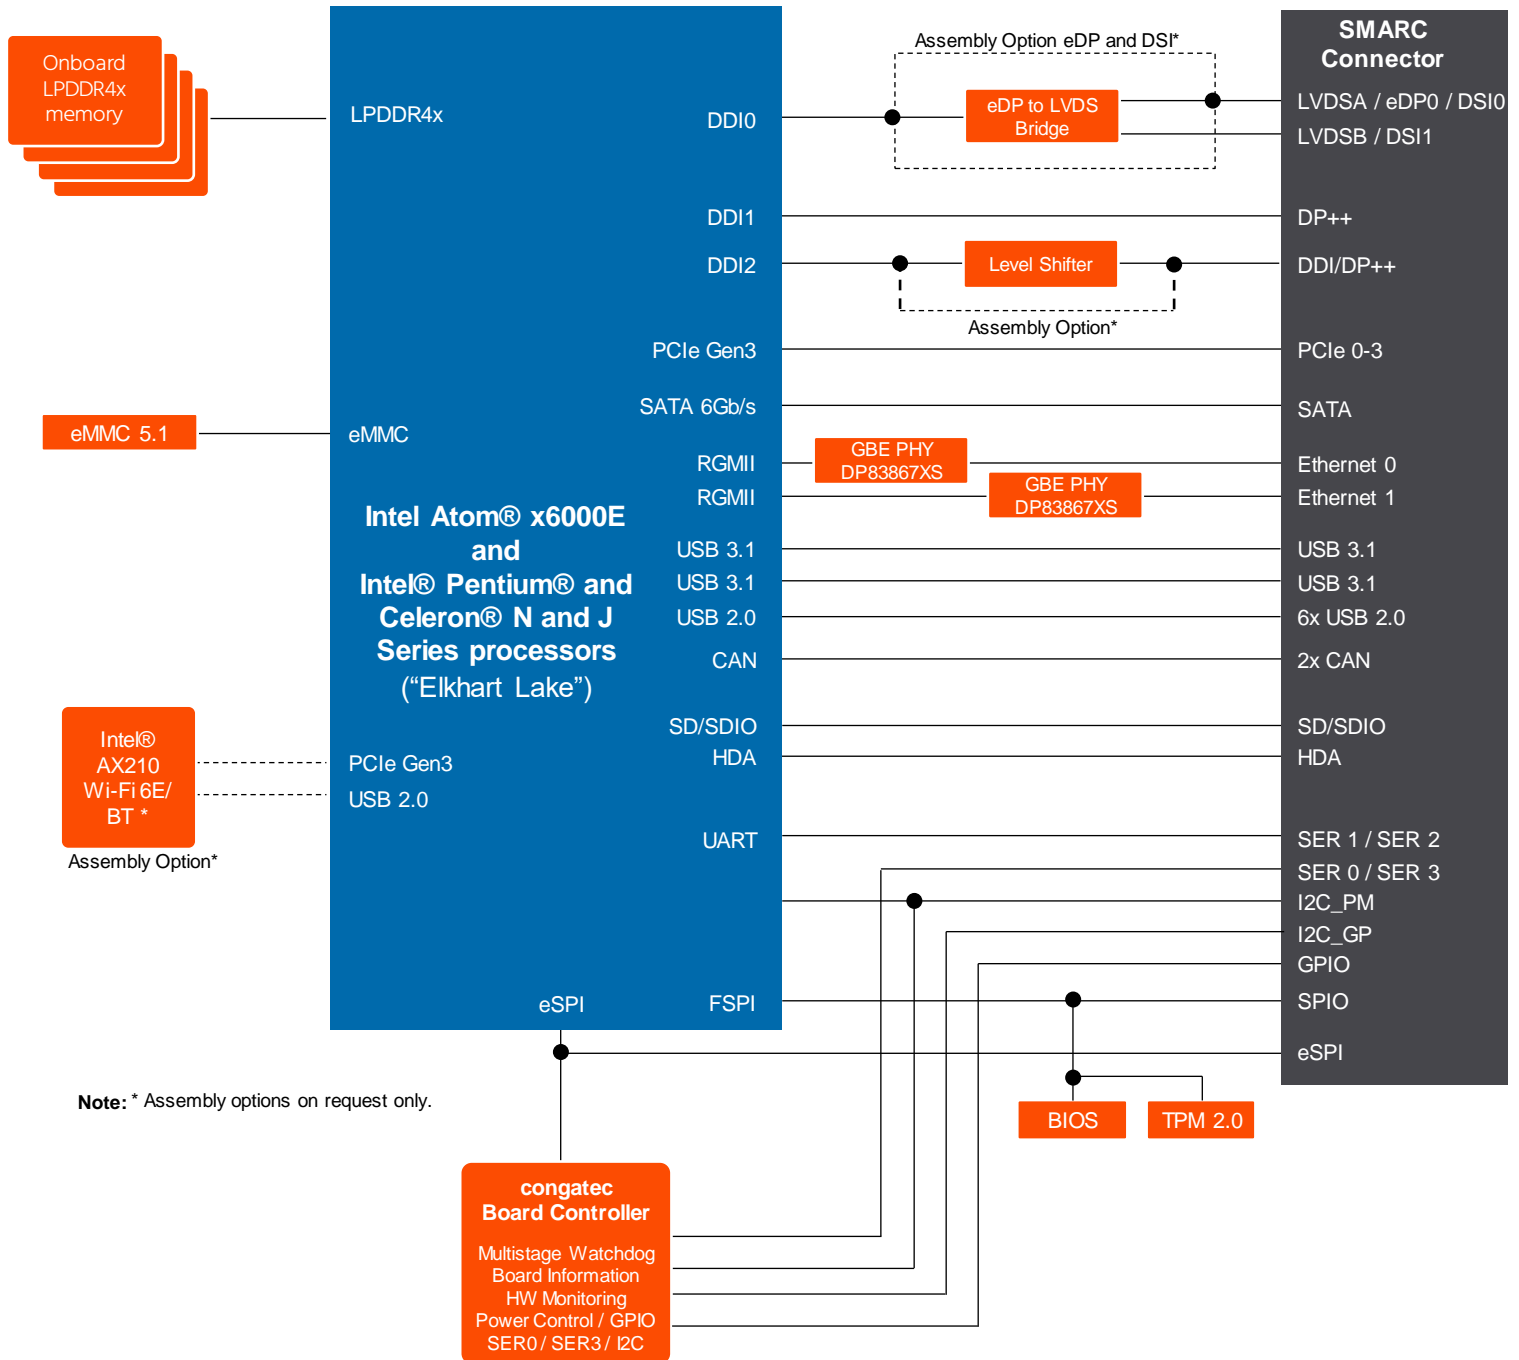 Onboard
LPDDR4x
memory
eMMC 5.1
Intel®
AX210
Wi-Fi 6E/
BT *
Assembly Option*
LPDDR4x
eMMC
PCIe Gen3
USB 2.0
Intel Atom® x6000E
and
Intel® Pentium® and
Celeron® N and J
Series processors
(“Elkhart Lake”)
DDI0
DDI1
DDI2
PCIe Gen3
SATA 6Gb/s
RGMII
RGMII
USB 3.1
USB 3.1
USB 2.0
CAN
SD/SDIO
HDA
UART
FSPI
eSPI
Assembly Option eDP and DSI*
eDP to LVDS
Bridge
Level Shifter
Assembly Option*
GBE PHY
DP83867XS
GBE PHY
DP83867XS
SMARC
Connector
LVDSA / eDP0 / DSI0
LVDSB / DSI1
DP++
DDI/DP++
PCIe 0-3
SATA
Ethernet 0
Ethernet 1
USB 3.1
USB 3.1
6x USB 2.0
2x CAN
SD/SDIO
HDA
SER 1 / SER 2
SER 0 / SER 3
I2C_PM
I2C_GP
GPIO
SPIO
eSPI
BIOS
TPM 2.0
Note: * Assembly options on request only.
congatec
Board Controller
Multistage Watchdog
Board Information
HW Monitoring
Power Control / GPIO
SER0 / SER3 / I2C